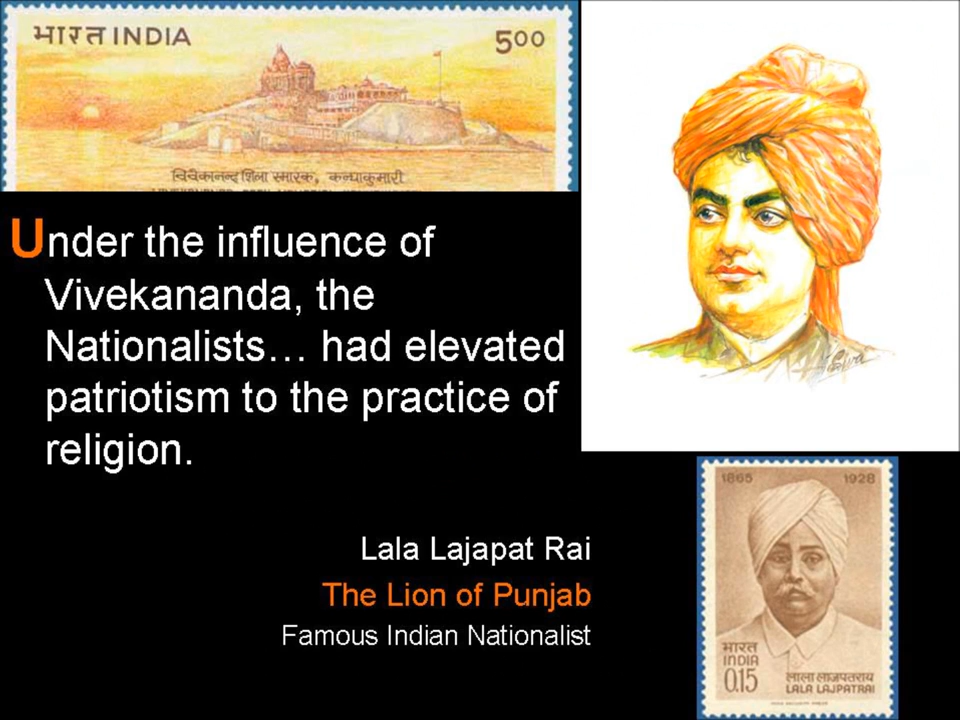 भारत INDIA 500
विवेकानन्द शिला स्मारक, कन्याकुमारी
Under the influence of
Vivekananda, the
Nationalists… had elevated
patriotism to the practice of
religion.
Lala Lajapat Rai
The Lion of Punjab
Famous Indian Nationalist
1865 1928
भारत
INDIA
0.15
लाला लाजपतराय
LALA LAJPATRAI